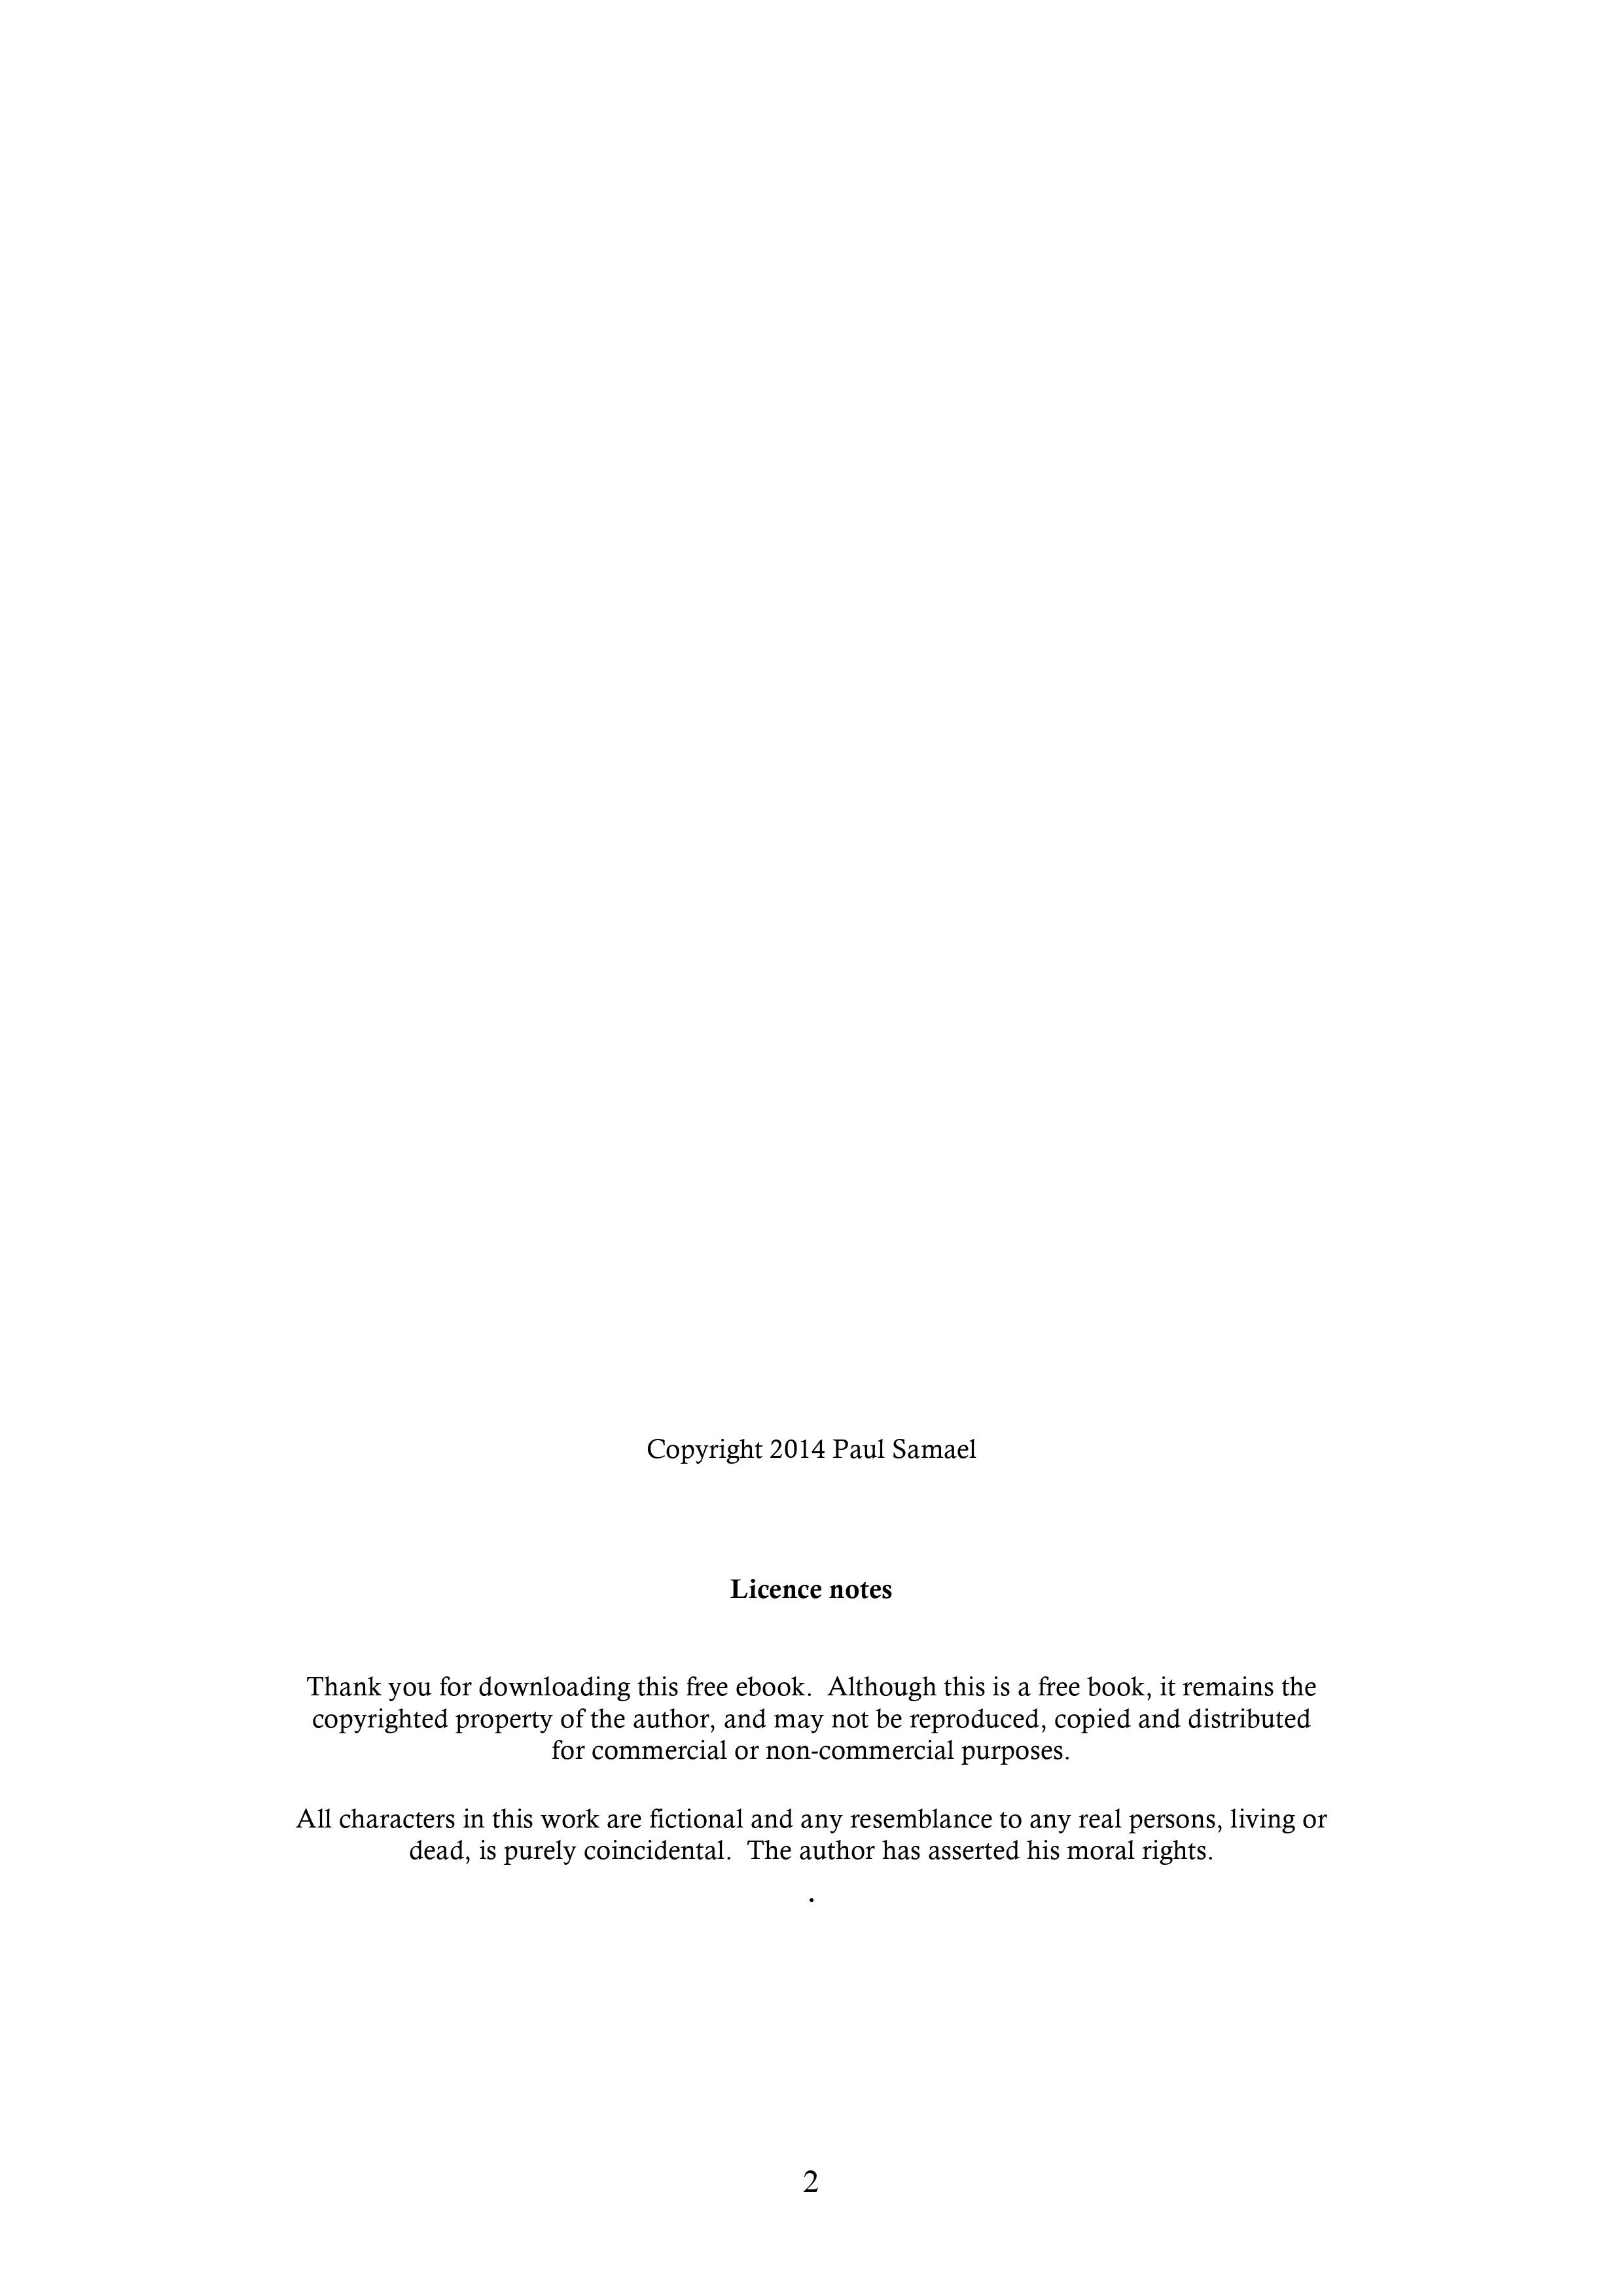 Copyright 2014 Paul Samael
Licence notes
Thank you for downloading this free ebook.  Although this is a free book, it remains the
copyrighted property of the author, and may not be reproduced, copied and distributed
for commercial or non-commercial purposes.
All characters in this work are fictional and any resemblance to any real persons, living or
dead, is purely coincidental.  The author has asserted his moral rights.
.
2